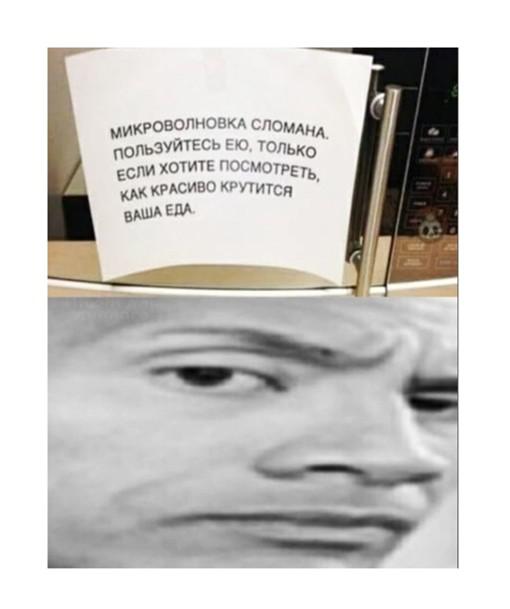 МИКРОВОЛНОВКА СЛОМАНА.
ПОЛЬЗУЙТЕСЬ ЕЮ, ТОЛЬКО
ЕСЛИ ХОТИТЕ ПОСМОТРЕТЬ,
КАК КРАСИВО КРУТИТСЯ
ВАША ЕДА.